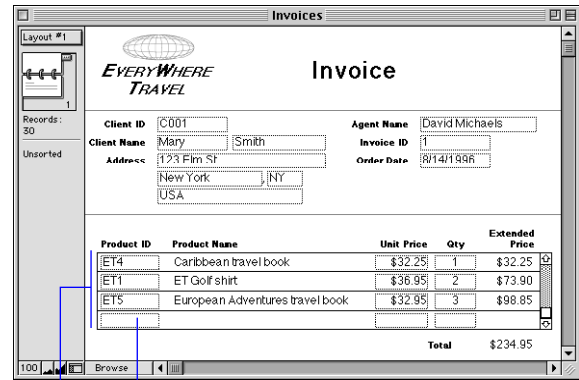 Invoices
Layout #1
1
Records:
30
Unsorted
EVERYWHERE
TRAVEL
Invoice
Client ID C001 Agent Name David Michaels
Client Name Mary Smith Invoice ID 1
Address 123 Elm St Order Date 8/14/1996
New York , NY
USA
Product ID Product Name Unit Price Qty Extended Price
ET4 Caribbean travel book $32.25 1 $32.25
ET1 ET Golf shirt $36.95 2 $73.90
ET5 European Adventures travel book $32.95 3 $98.85
Total $234.95
100 Browse